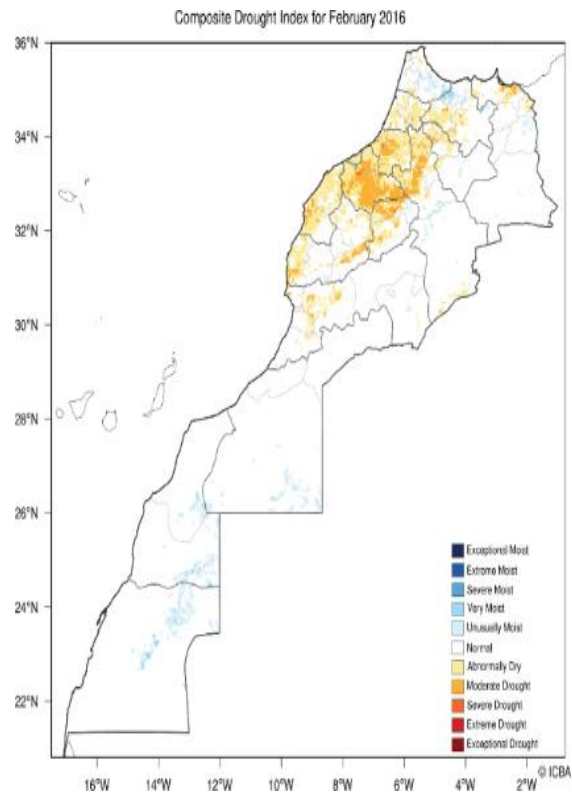 Composite Drought Index for February 2016
36°N
34°N
32°N
30°N
28°N
26°N
24°N
22°N
Exceptional Moist
Extreme Moist
Severe Moist
Very Moist
Unusually Moist
Normal
Abnormally Dry
Moderate Drought
Severe Drought
Extreme Drought
Exceptional Drought
16°W 14°W 12°W 10°W 8°W 6°W 4°W 2°W
© ICBA